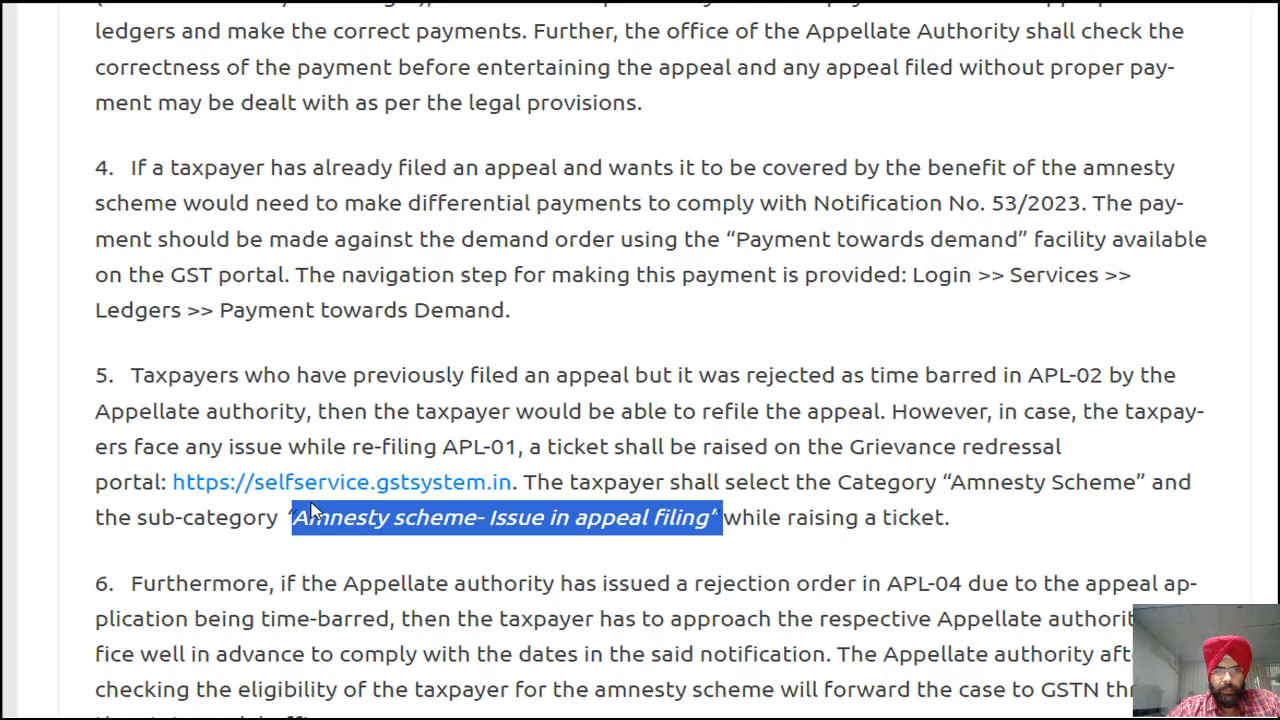 ledgers and make the correct payments. Further, the office of the Appellate Authority shall check the
correctness of the payment before entertaining the appeal and any appeal filed without proper pay-
ment may be dealt with as per the legal provisions.
4. If a taxpayer has already filed an appeal and wants it to be covered by the benefit of the amnesty
scheme would need to make differential payments to comply with Notification No. 53/2023. The pay-
ment should be made against the demand order using the “Payment towards demand” facility available
on the GST portal. The navigation step for making this payment is provided: Login >> Services >>
Ledgers >> Payment towards Demand.
5. Taxpayers who have previously filed an appeal but it was rejected as time barred in APL-02 by the
Appellate authority, then the taxpayer would be able to refile the appeal. However, in case, the taxpay-
ers face any issue while re-filing APL-01, a ticket shall be raised on the Grievance redressal
portal: https://selfservice.gstsystem.in. The taxpayer shall select the Category “Amnesty Scheme” and
the sub-category “Amnesty scheme- Issue in appeal filing” while raising a ticket.
6. Furthermore, if the Appellate authority has issued a rejection order in APL-04 due to the appeal ap-
plication being time-barred, then the taxpayer has to approach the respective Appellate
fice well in advance to comply with the dates in the said notification. The Appellate authority
checking the eligibility of the taxpayer for the amnesty scheme will forward the case to GSTN